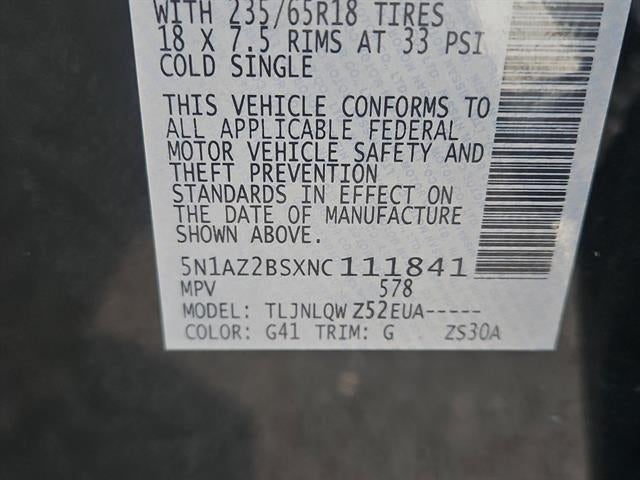 WITH 235/65R18 TIRES
18 X 7.5 RIMS AT 33 PSI
COLD SINGLE
THIS VEHICLE CONFORMS TO
ALL APPLICABLE FEDERAL
MOTOR VEHICLE SAFETY AND
THEFT PREVENTION
STANDARDS IN EFFECT ON
THE DATE OF MANUFACTURE
SHOWN ABOVE.
5N1AZ2BSXNC111841
MPV 578
MODEL: TLJNLQW Z52EUA-----
COLOR: G41 TRIM: G ZS30A